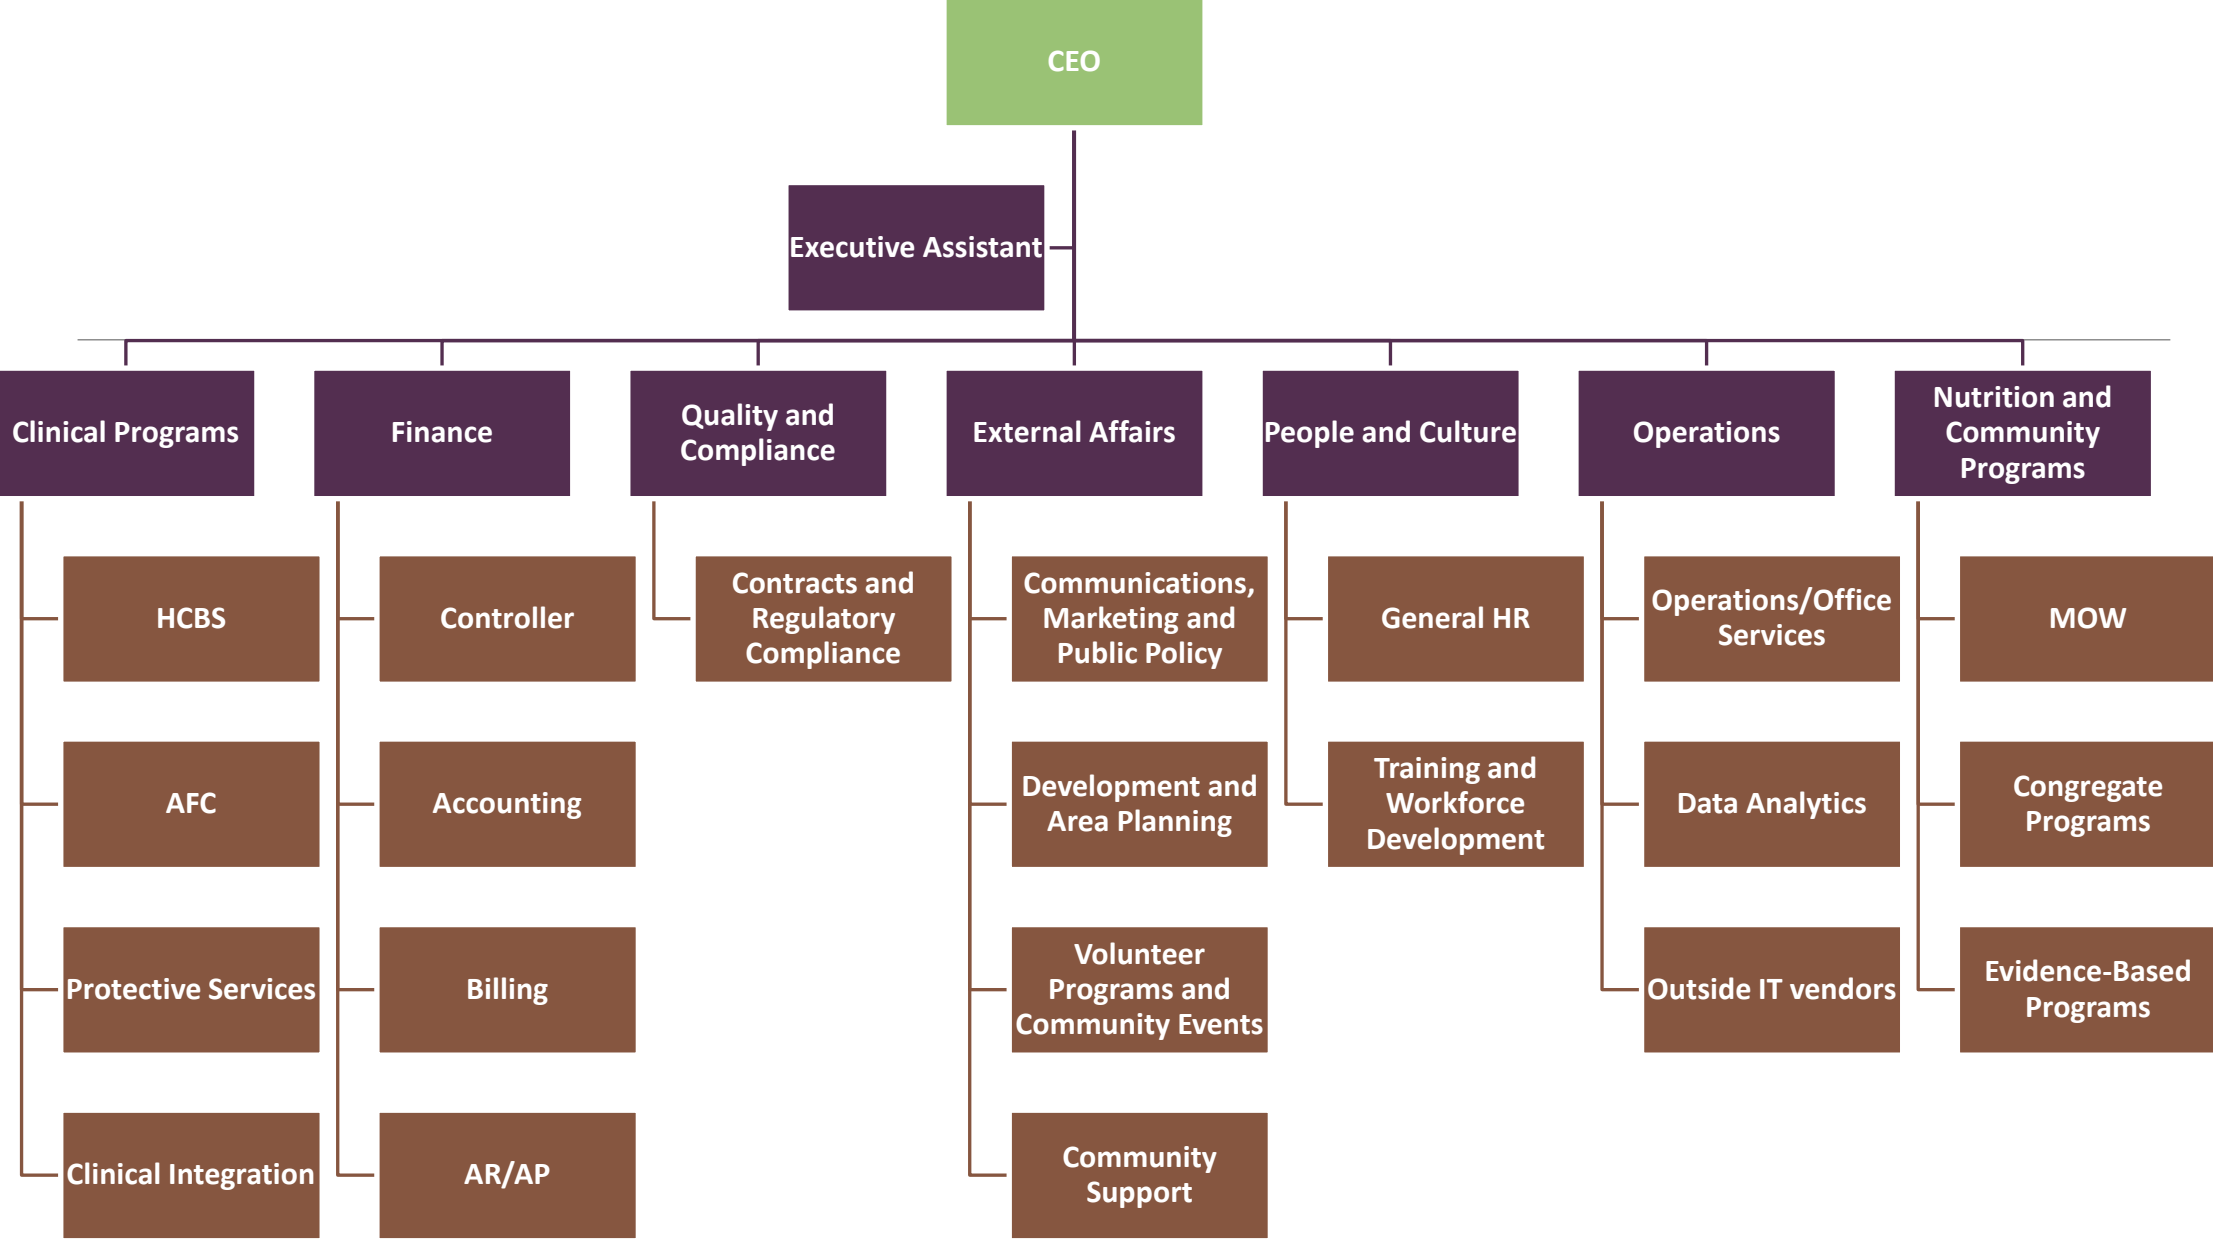 CEO
Executive Assistant
Clinical Programs
Finance
Quality and
Compliance
External Affairs
People and Culture
Operations
Nutrition and
Community
Programs
HCBS
Controller
Contracts and
Regulatory
Compliance
Communications,
Marketing and
Public Policy
General HR
Operations/Office
Services
MOW
AFC
Accounting
Development and
Area Planning
Training and
Workforce
Development
Data Analytics
Congregate
Programs
Protective Services
Billing
Volunteer
Programs and
Community Events
Outside IT vendors
Evidence-Based
Programs
Clinical Integration
AR/AP
Community
Support